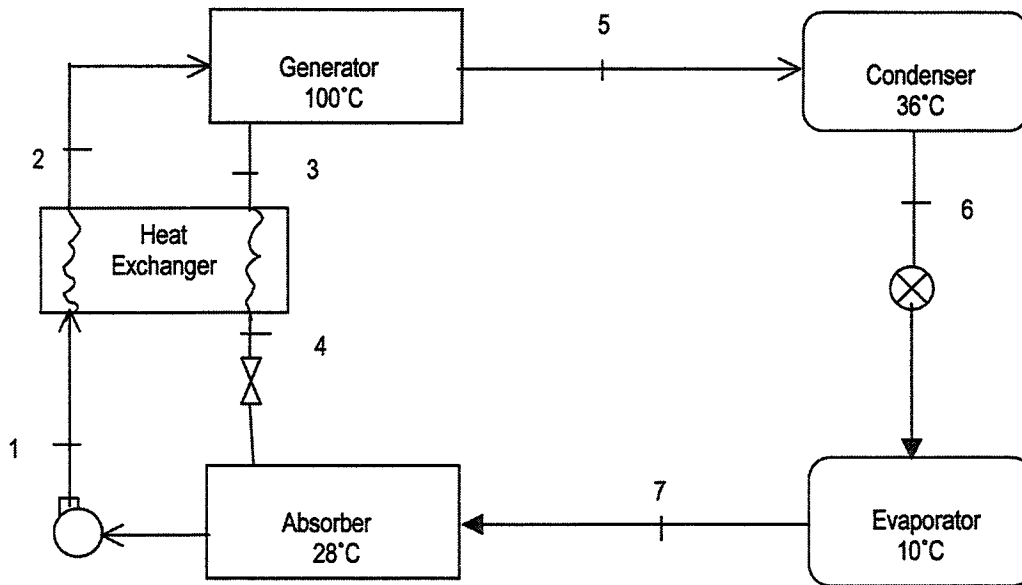 5
Generator
100°C
Condenser
36°C
2
3
6
Heat
Exchanger
4
1
7
Absorber
28°C
Evaporator
10°C